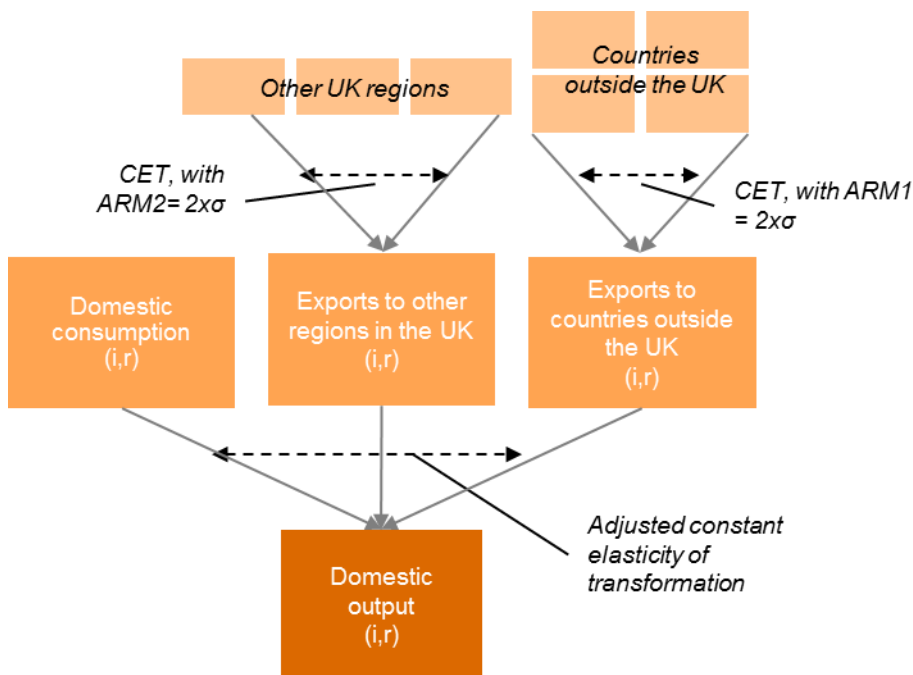 Other UK regions
Countries
outside the UK
CET, with
ARM2= 2xσ
CET, with ARM1
= 2xσ
Domestic
consumption
(i,r)
Exports to other
regions in the UK
(i,r)
Exports to
countries outside
the UK
(i,r)
Adjusted constant
elasticity of
transformation
Domestic
output
(i,r)